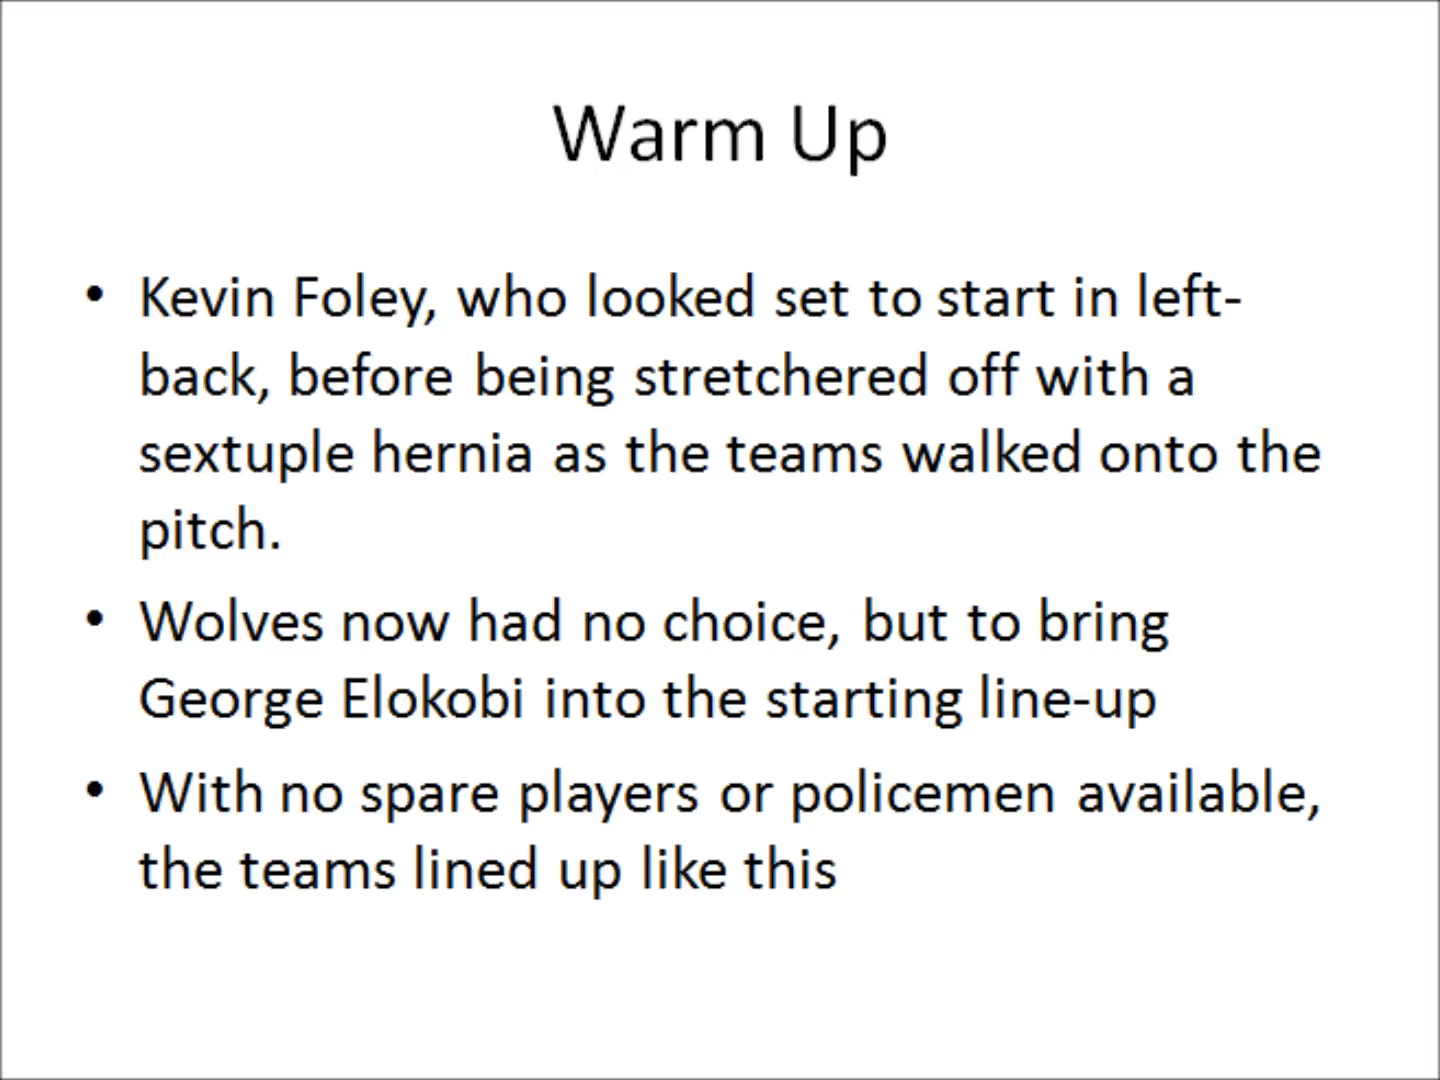 Warm Up
• Kevin Foley, who looked set to start in left-
back, before being stretchered off with a
sextuple hernia as the teams walked onto the
pitch.
• Wolves now had no choice, but to bring
George Elokobi into the starting line-up
• With no spare players or policemen available,
the teams lined up like this